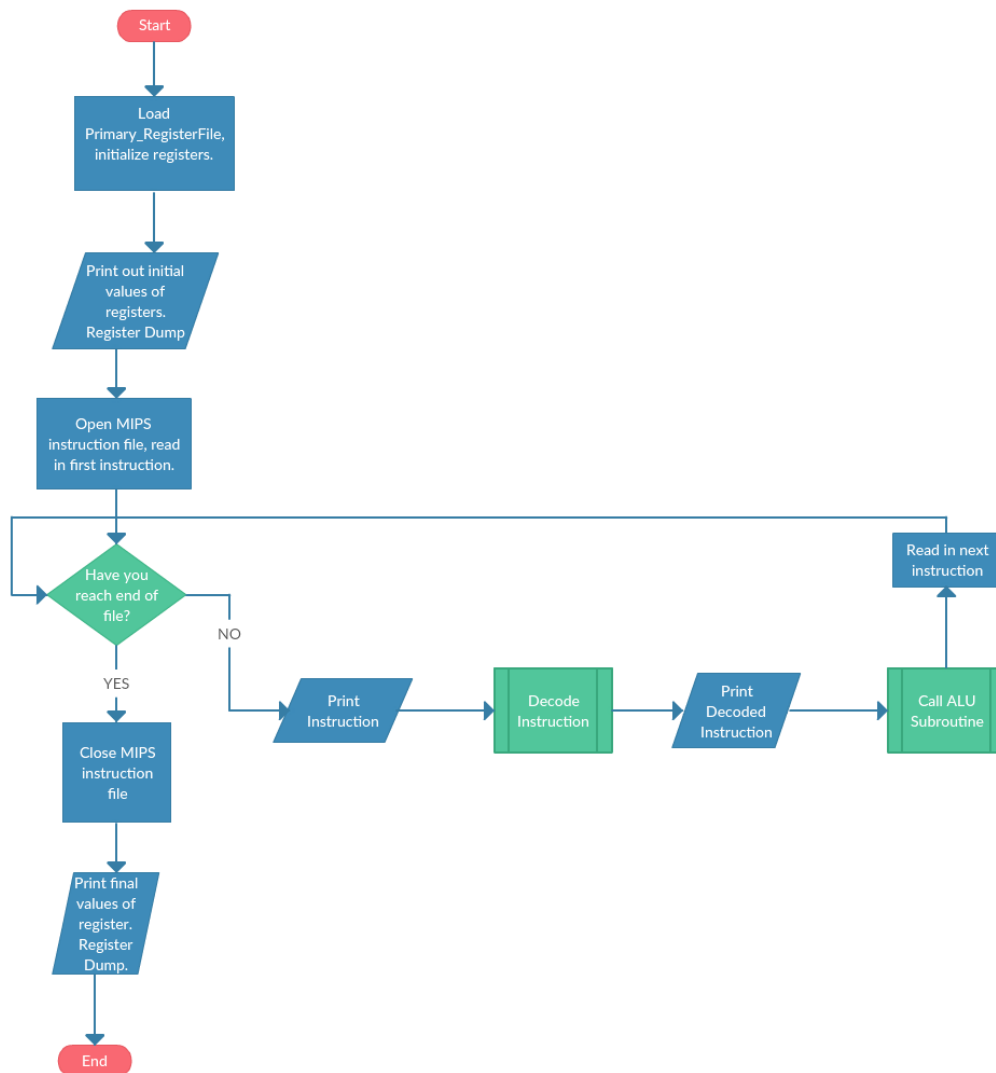 Start
Load
Primary_RegisterFile,
initialize registers.
Print out initial
values of
registers.
Register Dump
Open MIPS
instruction file, read
in first instruction.
Have you
reach end of
file?
NO
YES
Print
Instruction
Decode
Instruction
Print
Decoded
Instruction
Call ALU
Subroutine
Read in next
instruction
Close MIPS
instruction
file
Print final
values of
register.
Register
Dump.
End